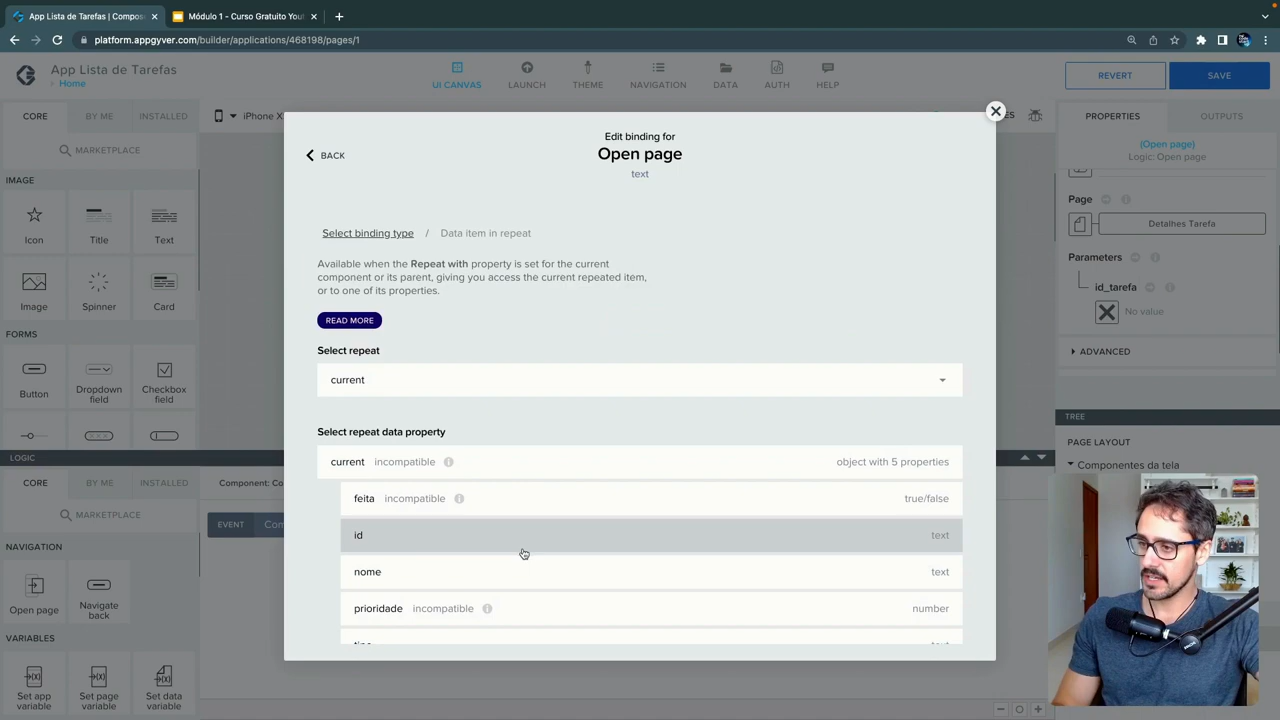 App Lista de Tarefas | Compos
Módulo 1 - Curso Gratuito Yout
platform.appgyver.com/builder/applications/468198/pages/1
App Lista de Tarefas
Home
UI CANVAS
LAUNCH
THEME
NAVIGATION
DATA
AUTH
HELP
REVERT
SAVE
CORE
BY ME
INSTALLED
iPhone X
PROPERTIES
OUTPUTS
MARKETPLACE
(Open page)
Logic: Open page
IMAGE
Icon
Title
Text
Image
Spinner
Card
FORMS
Button
Dropdown field
Checkbox field
Page
Detalhes Tarefa
Parameters
id_tarefa
No value
ADVANCED
TREE
PAGE LAYOUT
Componentes da tela
Edit binding for
BACK
Open page
text
Select binding type / Data item in repeat
Available when the Repeat with property is set for the current
component or its parent, giving you access the current repeated item,
or to one of its properties.
READ MORE
Select repeat
current
Select repeat data property
current incompatible object with 5 properties
feita incompatible true/false
id text
nome text
prioridade incompatible number
LOGIC
CORE
BY ME
INSTALLED
Component: Co
MARKETPLACE
EVENT
Com
NAVIGATION
Open page
Navigate back
VARIABLES
Set app variable
Set page variable
Set data variable